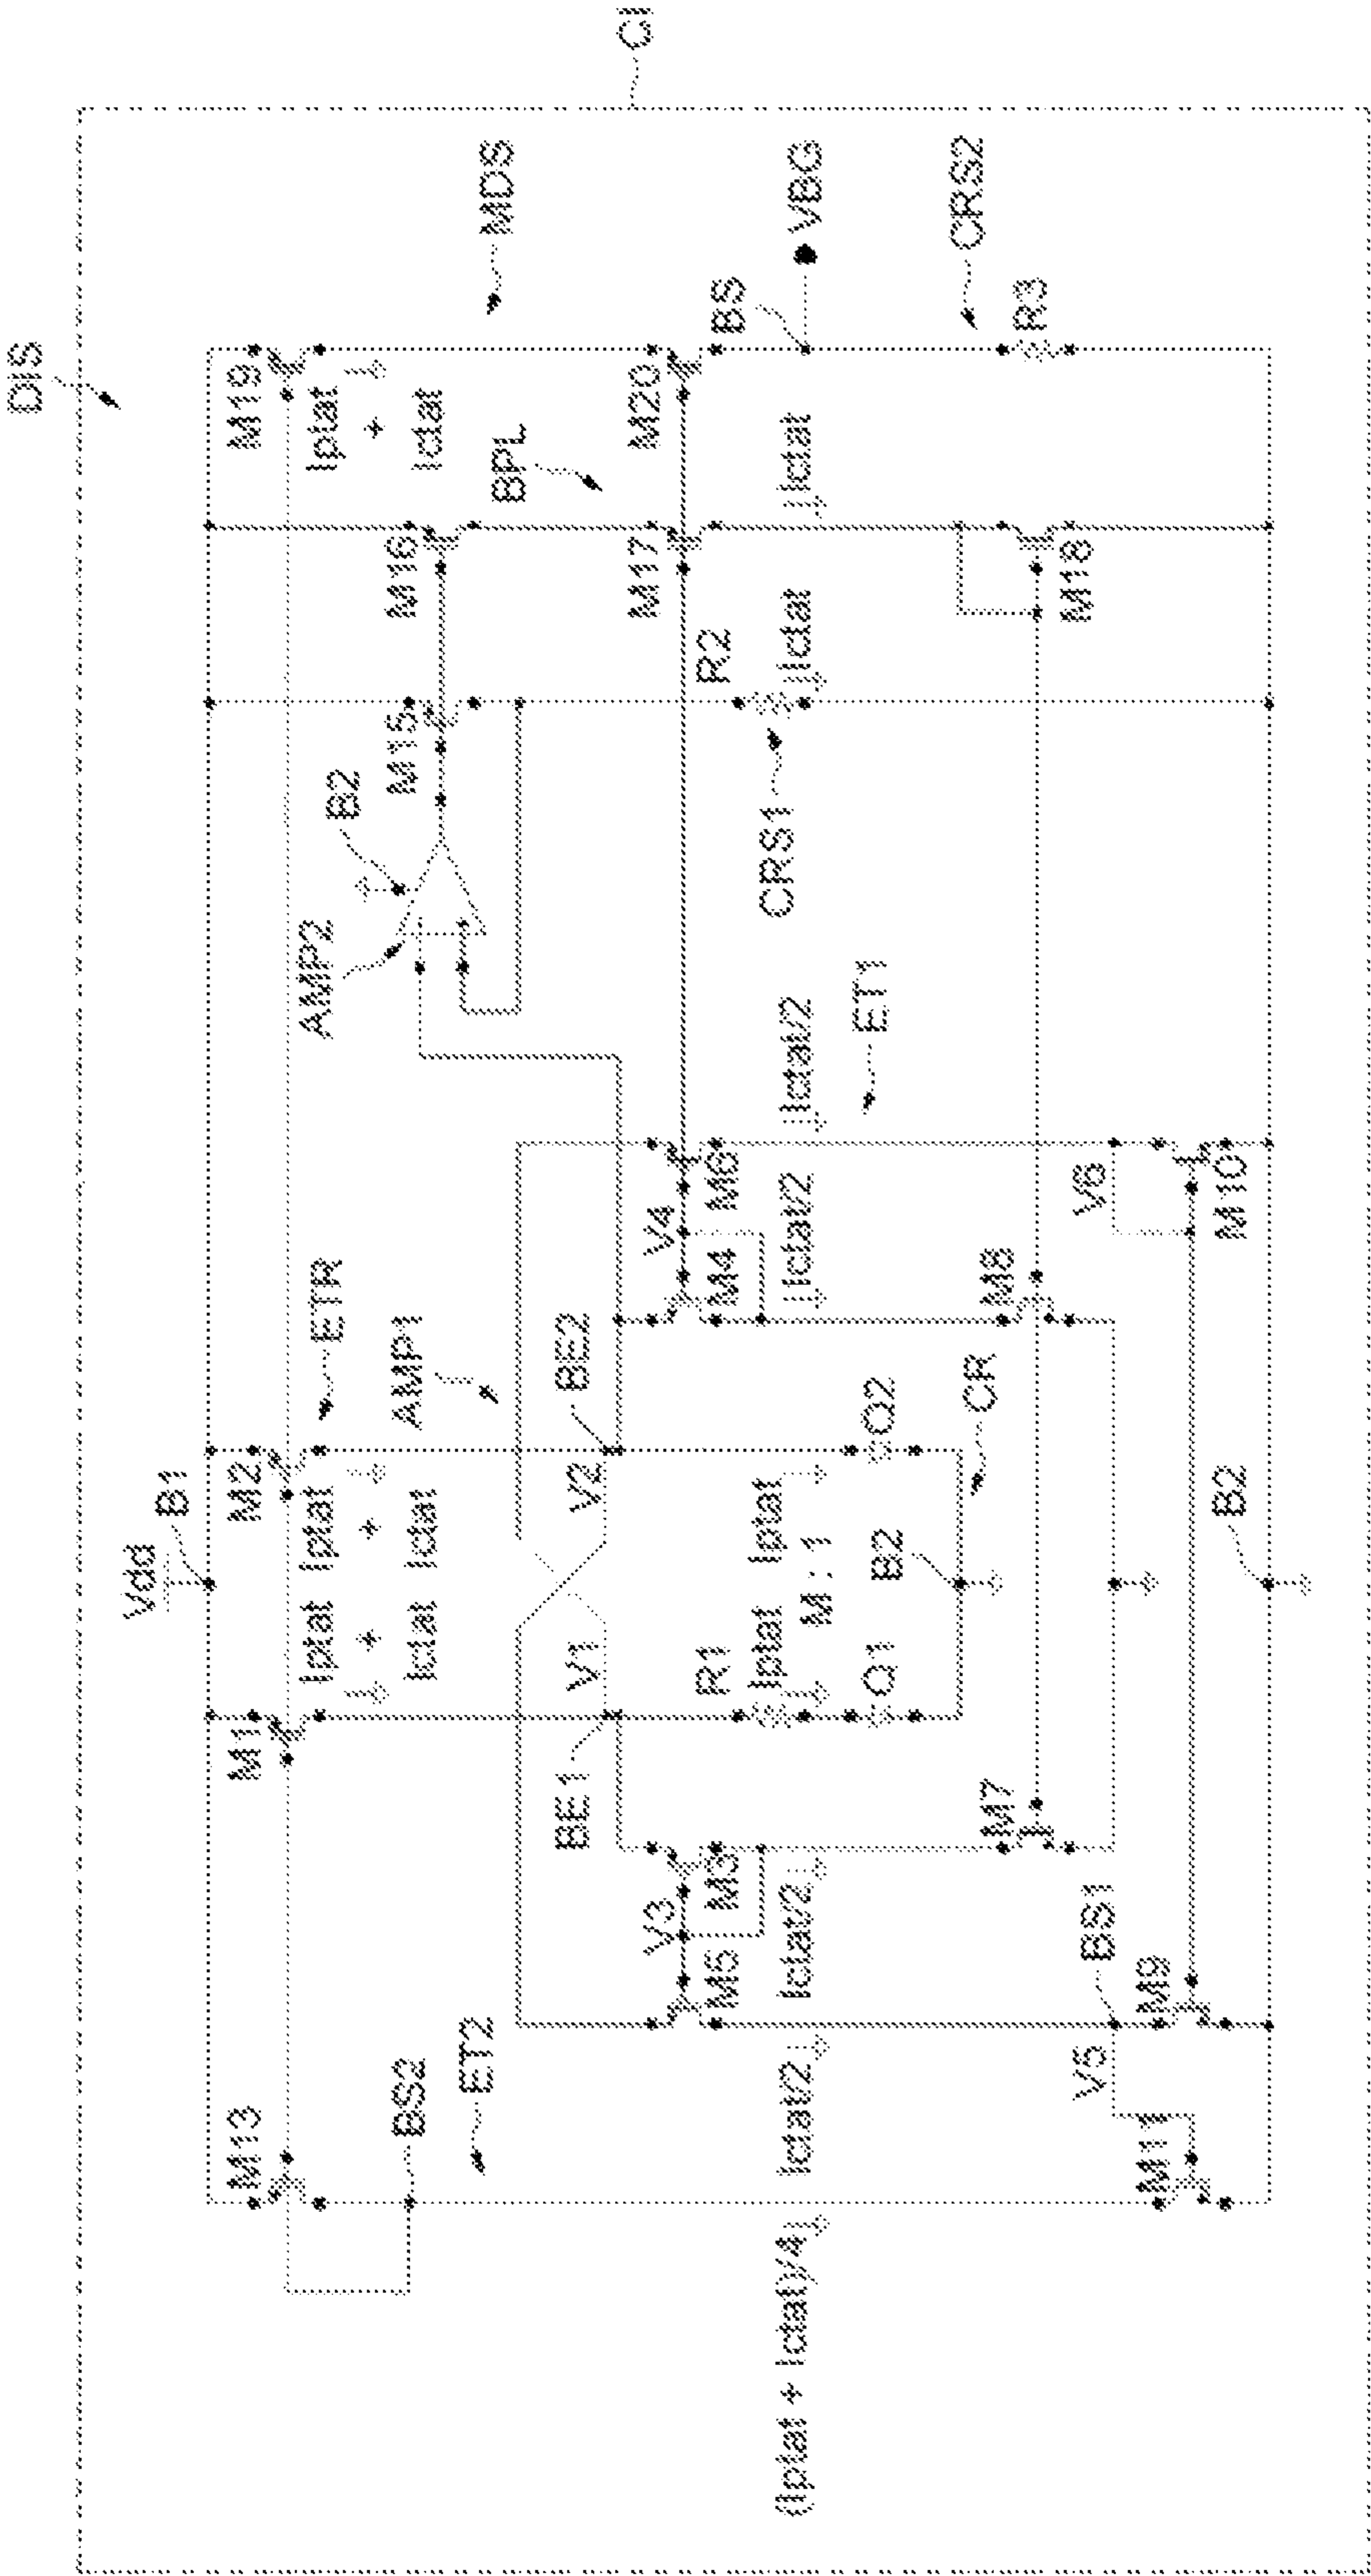 DIS
CI
Vdd
B1
M13
M1
M2
M19
Iptat + Ictat
Iptat + Ictat
Iptat + Ictat
ETR
MDS
BS2
ET2
AMP1
AMP2
B2
M15
M16
BPL
BE1
V1
V2
BE2
M5
V3
M3
M4
V4
M6
M17
M20
R1
R2
BS
VBG
(Iptat + Ictat)/4
Ictat/2
Ictat/2
Iptat
Iptat
M : 1
Ictat/2
Ictat/2
Ictat
Ictat
CRS1
ET1
Q1
Q2
B2
CR
CRS2
R3
M7
M8
M18
V5
BS1
V6
M11
M9
M10
B2